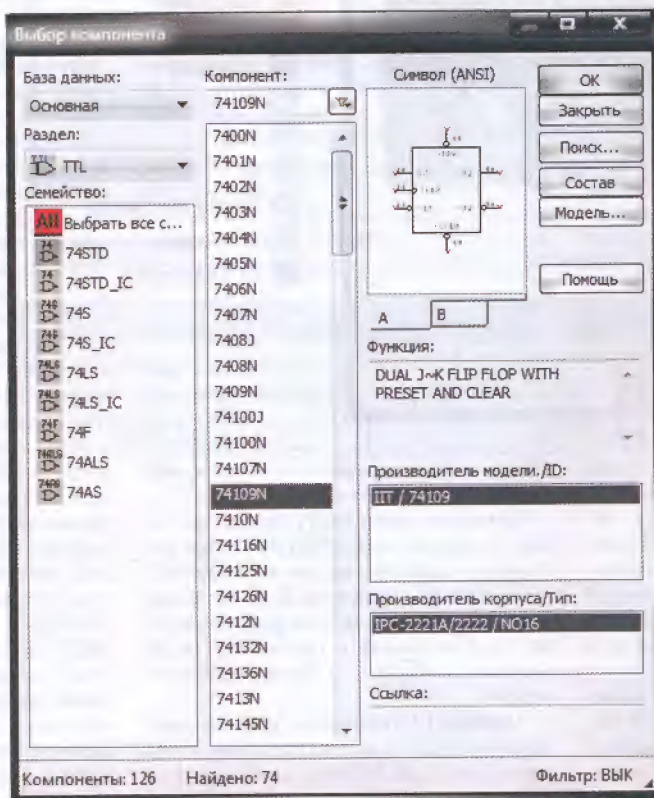 Выбор компонента
База данных:
Основная
Раздел:
TTL
Семейство:
All Выбрать все с...
74STD
74STD_IC
74S
74S_IC
74LS
74LS_IC
74F
74ALS
74AS
Компонент:
74109N
7400N
7401N
7402N
7403N
7404N
7405N
7406N
7407N
7408J
7408N
7409N
74100J
74100N
74107N
74109N
7410N
74116N
74125N
74126N
7412N
74132N
74136N
7413N
74145N
Символ (ANSI)
A
B
Функция:
DUAL J~K FLIP FLOP WITH
PRESET AND CLEAR
Производитель модели./ID:
IIT / 74109
Производитель корпуса/Тип:
IPC-2221A/2222 / NO16
Ссылка:
OK
Закрыть
Поиск...
Состав
Модель...
Помощь
Компоненты: 126
Найдено: 74
Фильтр: ВЫК